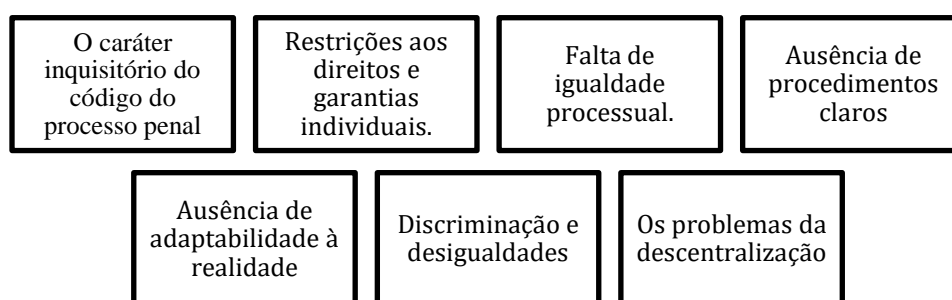 O caráter
inquisitório do
código do
processo penal
Restrições aos
direitos e
garantias
individuais.
Falta de
igualdade
processual.
Ausência de
procedimentos
claros
Ausência de
adaptabilidade à
realidade
Discriminação e
desigualdades
Os problemas da
descentralização